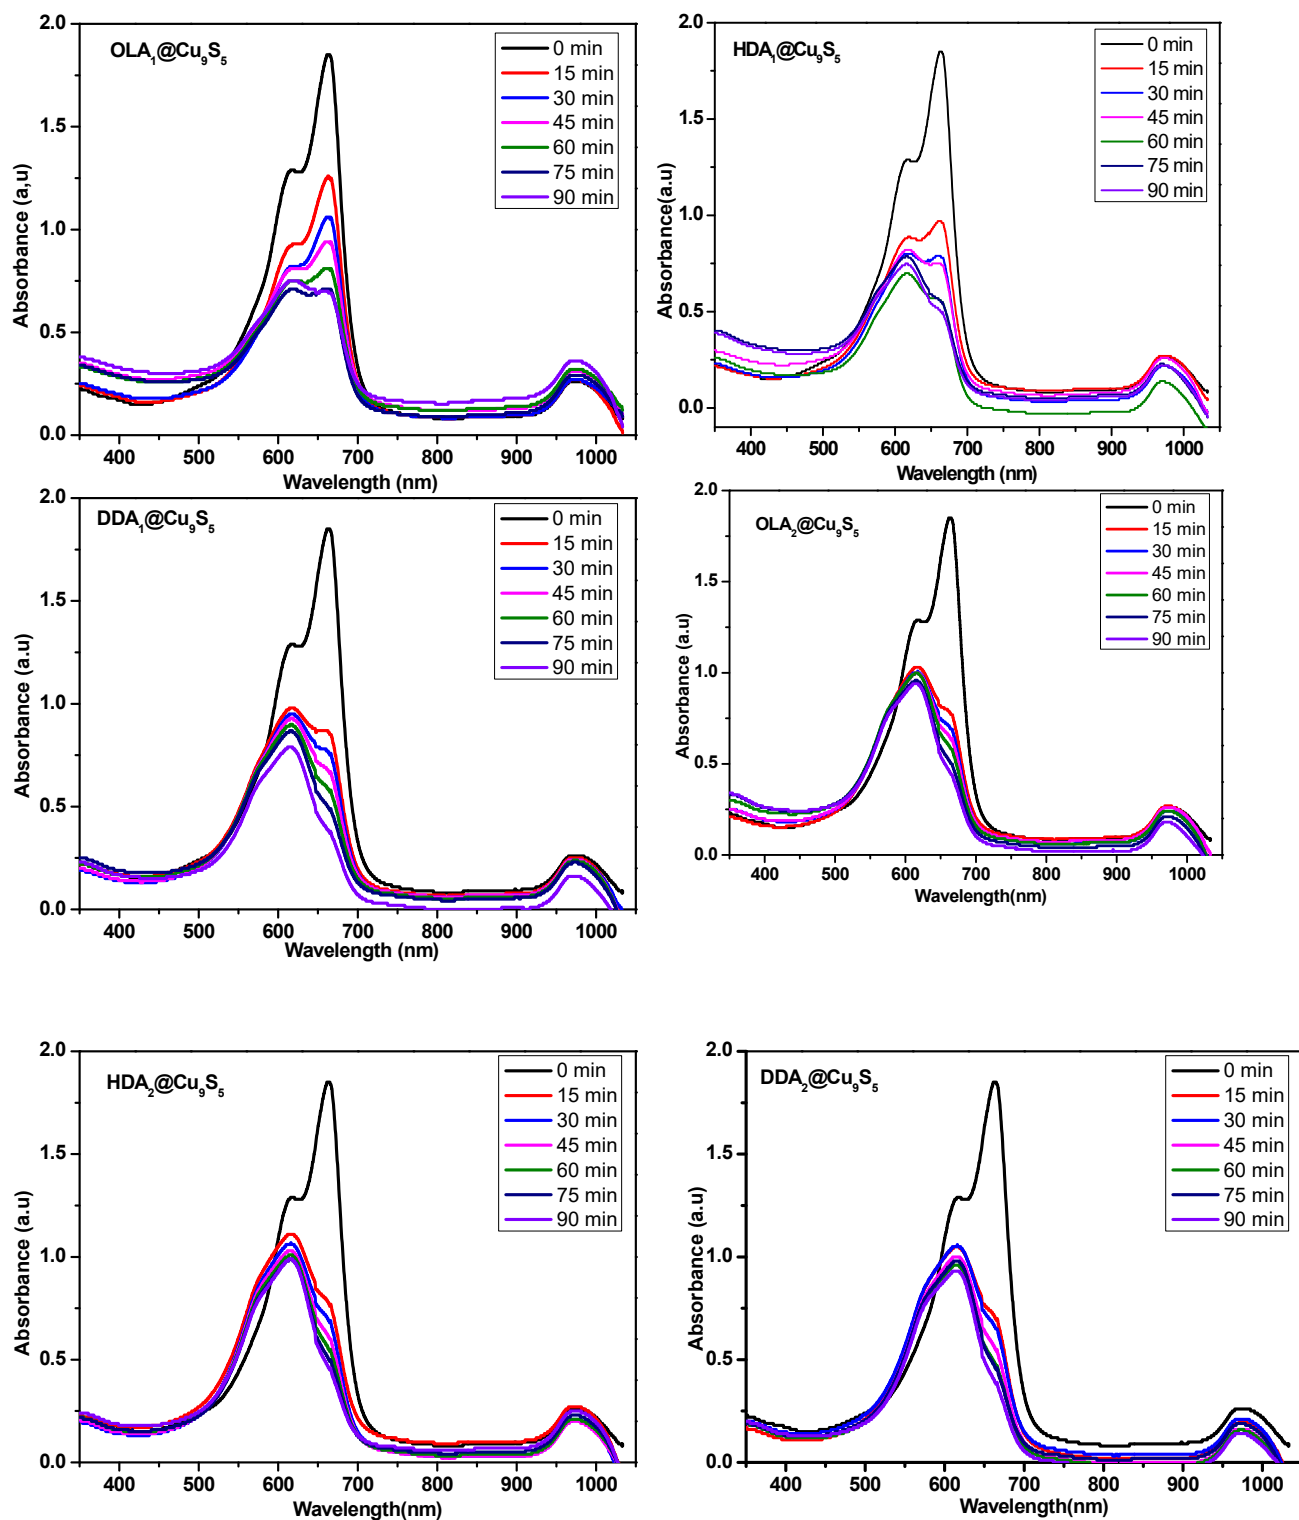 OLA₁@Cu₉S₅
0 min
15 min
30 min
45 min
60 min
75 min
90 min
2.0
1.5
1.0
0.5
0.0
Absorbance (a,u)
400 500 600 700 800 900 1000
Wavelength (nm)
HDA₁@Cu₉S₅
0 min
15 min
30 min
45 min
60 min
75 min
90 min
2.0
1.5
1.0
0.5
0.0
Absorbance(a.u)
400 500 600 700 800 900 1000
Wavelength (nm)
DDA₁@Cu₉S₅
0 min
15 min
30 min
45 min
60 min
75 min
90 min
2.0
1.5
1.0
0.5
0.0
Absorbance (a.u)
400 500 600 700 800 900 1000
Wavelength (nm)
OLA₂@Cu₉S₅
0 min
15 min
30 min
45 min
60 min
75 min
90 min
2.0
1.5
1.0
0.5
0.0
Absorbance (a.u)
400 500 600 700 800 900 1000
Wavelength(nm)
HDA₂@Cu₉S₅
0 min
15 min
30 min
45 min
60 min
75 min
90 min
2.0
1.5
1.0
0.5
0.0
Absorbance (a.u)
400 500 600 700 800 900 1000
Wavelength(nm)
DDA₂@Cu₉S₅
0 min
15 min
30 min
45 min
60 min
75 min
90 min
2.0
1.5
1.0
0.5
0.0
Absorbance (a.u)
400 500 600 700 800 900 1000
Wavelength(nm)